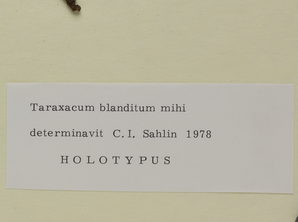 Taraxacum blanditum mihi
determinavit C. I. Sahlin 1978
HOLOTYPUS